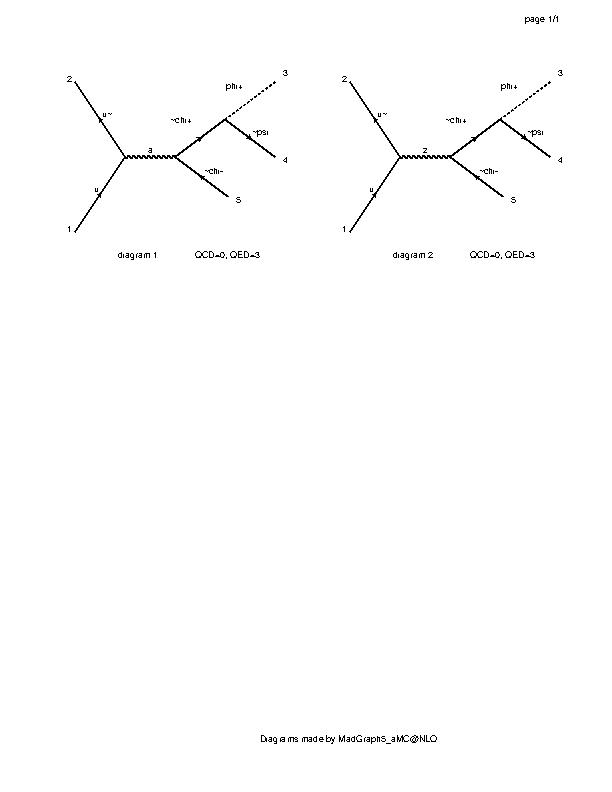 page 1/1
2
3
2
3
phi+
phi+
u~
~chi+
u~
~chi+
~psi
~psi
a
z
4
4
~chi-
~chi-
u
u
5
5
1
1
diagram 1 QCD=0, QED=3
diagram 2 QCD=0, QED=3
Diagrams made by MadGraph5_aMC@NLO